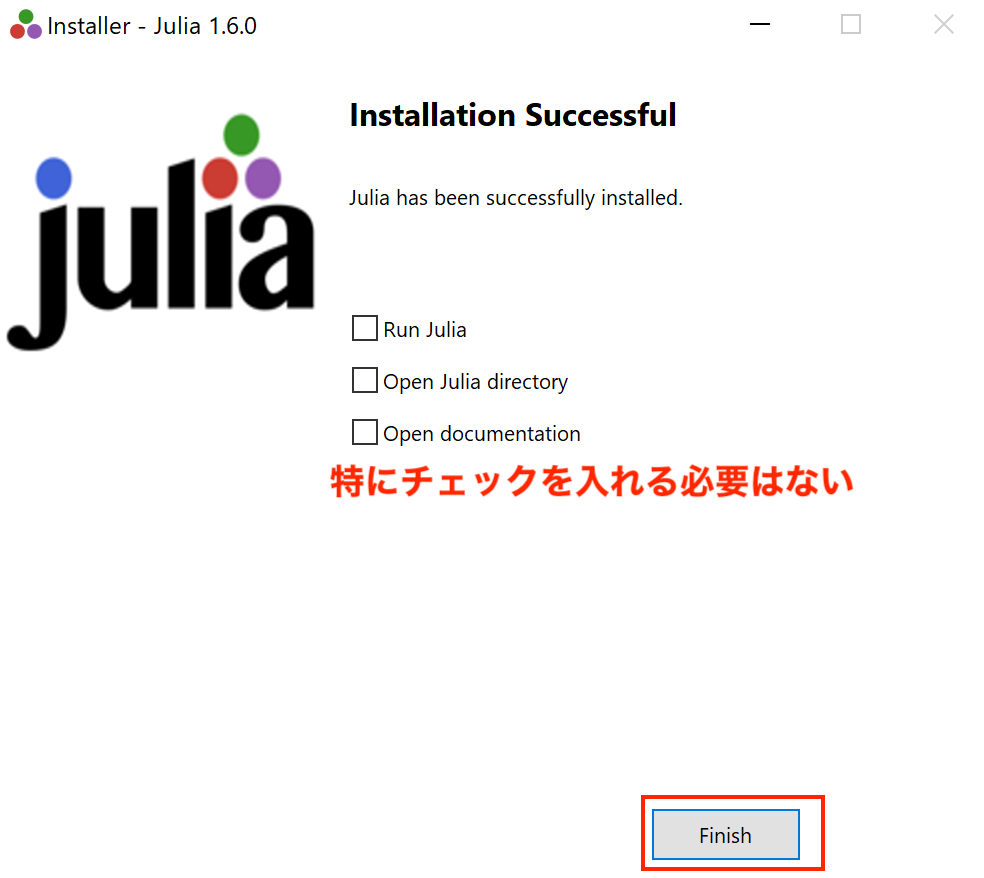 Installer - Julia 1.6.0
julia
Installation Successful
Julia has been successfully installed.
Run Julia
Open Julia directory
Open documentation
特にチェックを入れる必要はない
Finish